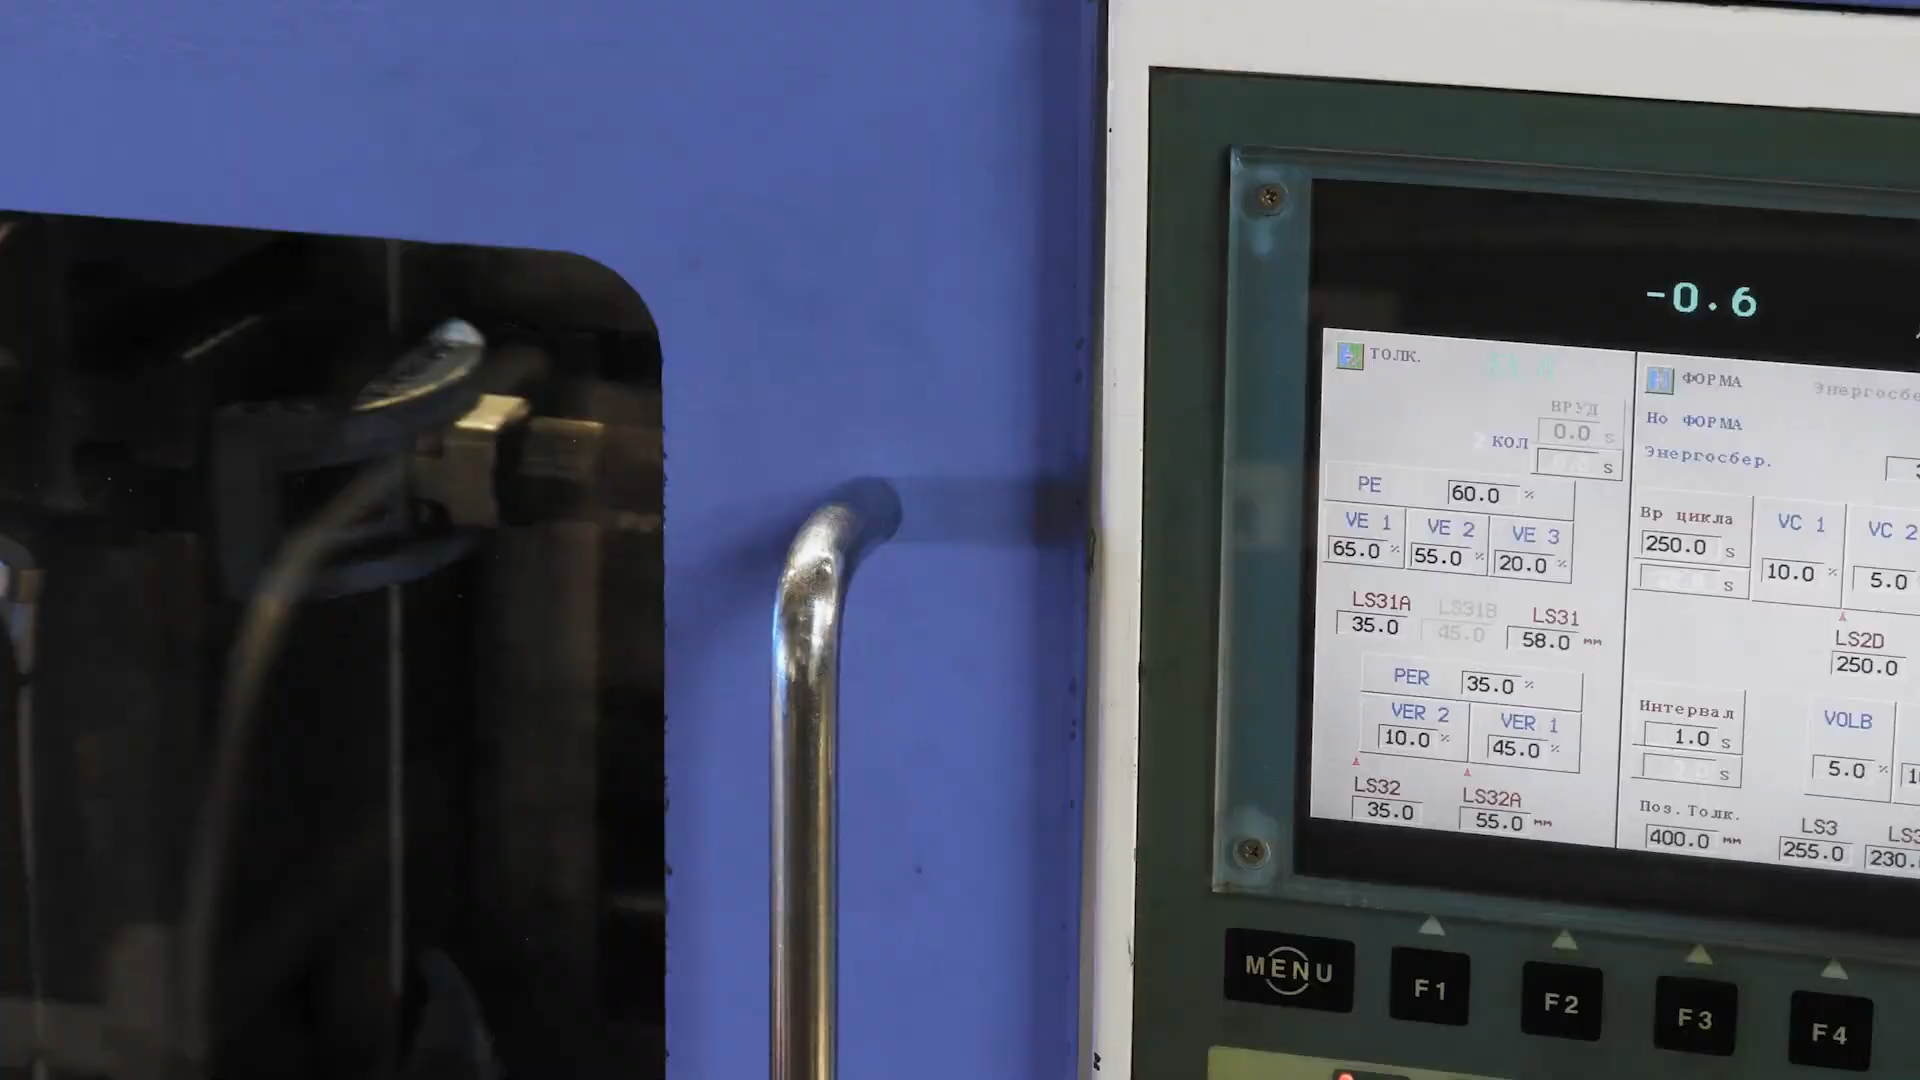 -0.6
ТОЛК.
ВРУД
0.0 s
КОЛ
s
PE 60.0 %
VE 1 VE 2 VE 3
65.0 % 55.0 % 20.0 %
LS31A LS31B LS31
35.0 45.0 58.0 мм
PER 35.0 %
VER 2 VER 1
10.0 % 45.0 %
LS32 LS32A
35.0 55.0 мм
ФОРМА
Но ФОРМА
Энергосбер.
Вр цикла VC 1 VC 2
250.0 s 10.0 % 5.0
s
LS2D
250.0
Интервал VOLB
1.0 s 5.0 %
s
Поз.Толк. LS3
400.0 мм 255.0 230.
MENU F1 F2 F3 F4